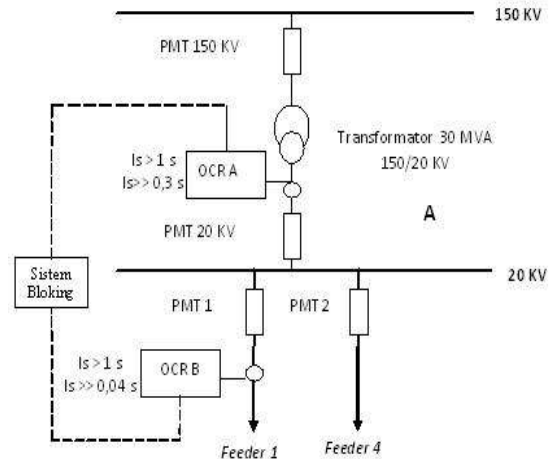 150 KV
PMT 150 KV
Transformator 30 MVA
150/20 KV
Is > 1 s
Is>> 0,3 s
OCR A
A
PMT 20 KV
Sistem
Bloking
20 KV
PMT 1
PMT 2
Is > 1 s
Is >> 0,04 s
OCR B
Feeder 1
Feeder 4